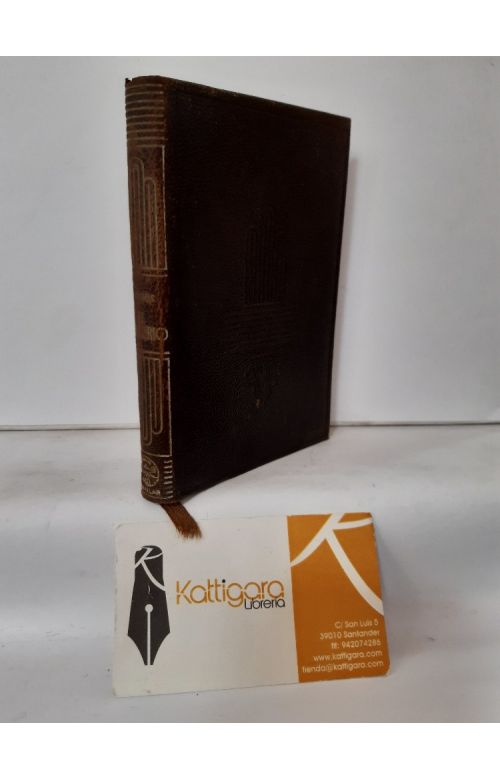 Kattigara
Librería
C/ San Luis 5
39010 Santander
tlf: 942074286
www.kattigara.com
tienda@kattigara.com